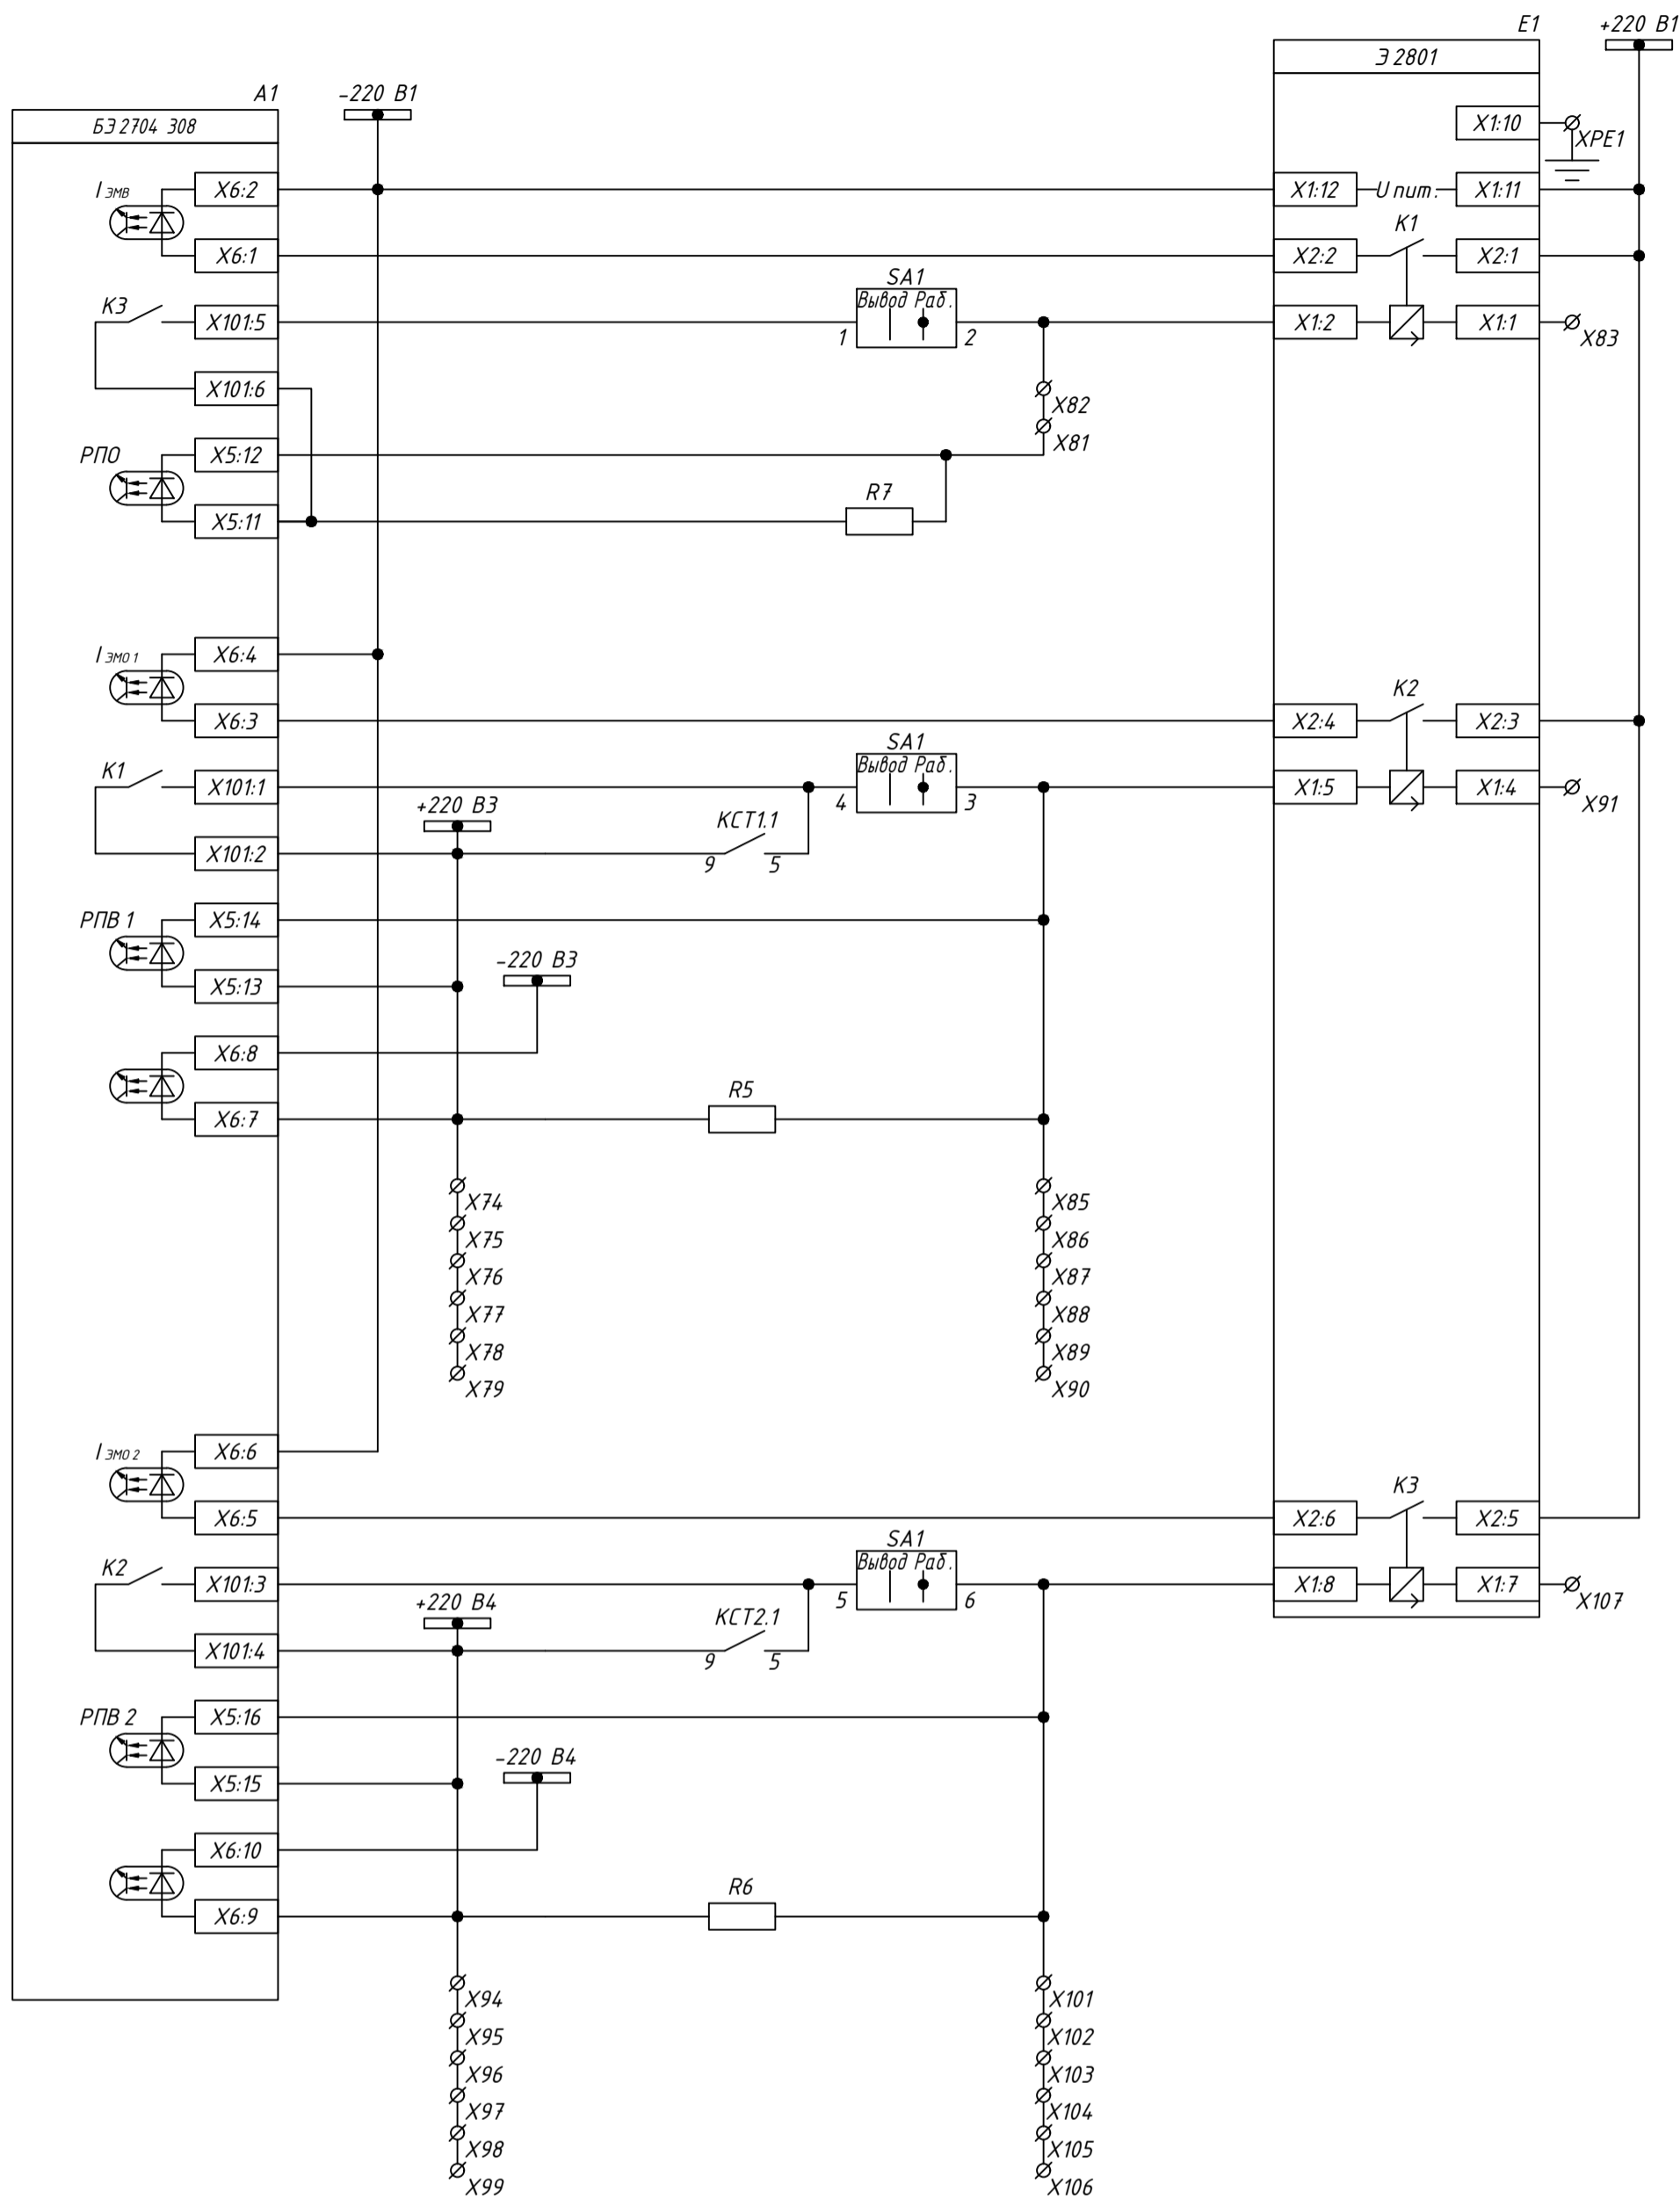 E1
+220 В1
Э 2801
A1
-220 В1
БЭ 2704 308
X1:10
XPE1
I ЭМВ
X6:2
X1:12
U пит.
X1:11
K1
X6:1
X2:2
X2:1
SA1
K3
Вывод Раб.
X101:5
1
2
X1:2
X1:1
X83
X101:6
X82
X81
РПО
X5:12
R7
X5:11
I ЭМО 1
X6:4
K2
X6:3
X2:4
X2:3
SA1
K1
Вывод Раб.
X101:1
4
3
X1:5
X1:4
X91
+220 В3
КСТ1.1
X101:2
9
5
РПВ 1
X5:14
-220 В3
X5:13
X6:8
R5
X6:7
X74
X85
X75
X86
X76
X87
X77
X88
X78
X89
X79
X90
I ЭМО 2
X6:6
K3
X6:5
X2:6
X2:5
SA1
K2
Вывод Раб.
X101:3
5
6
X1:8
X1:7
X107
+220 В4
КСТ2.1
X101:4
9
5
РПВ 2
X5:16
-220 В4
X5:15
X6:10
R6
X6:9
X94
X101
X95
X102
X96
X103
X97
X104
X98
X105
X99
X106